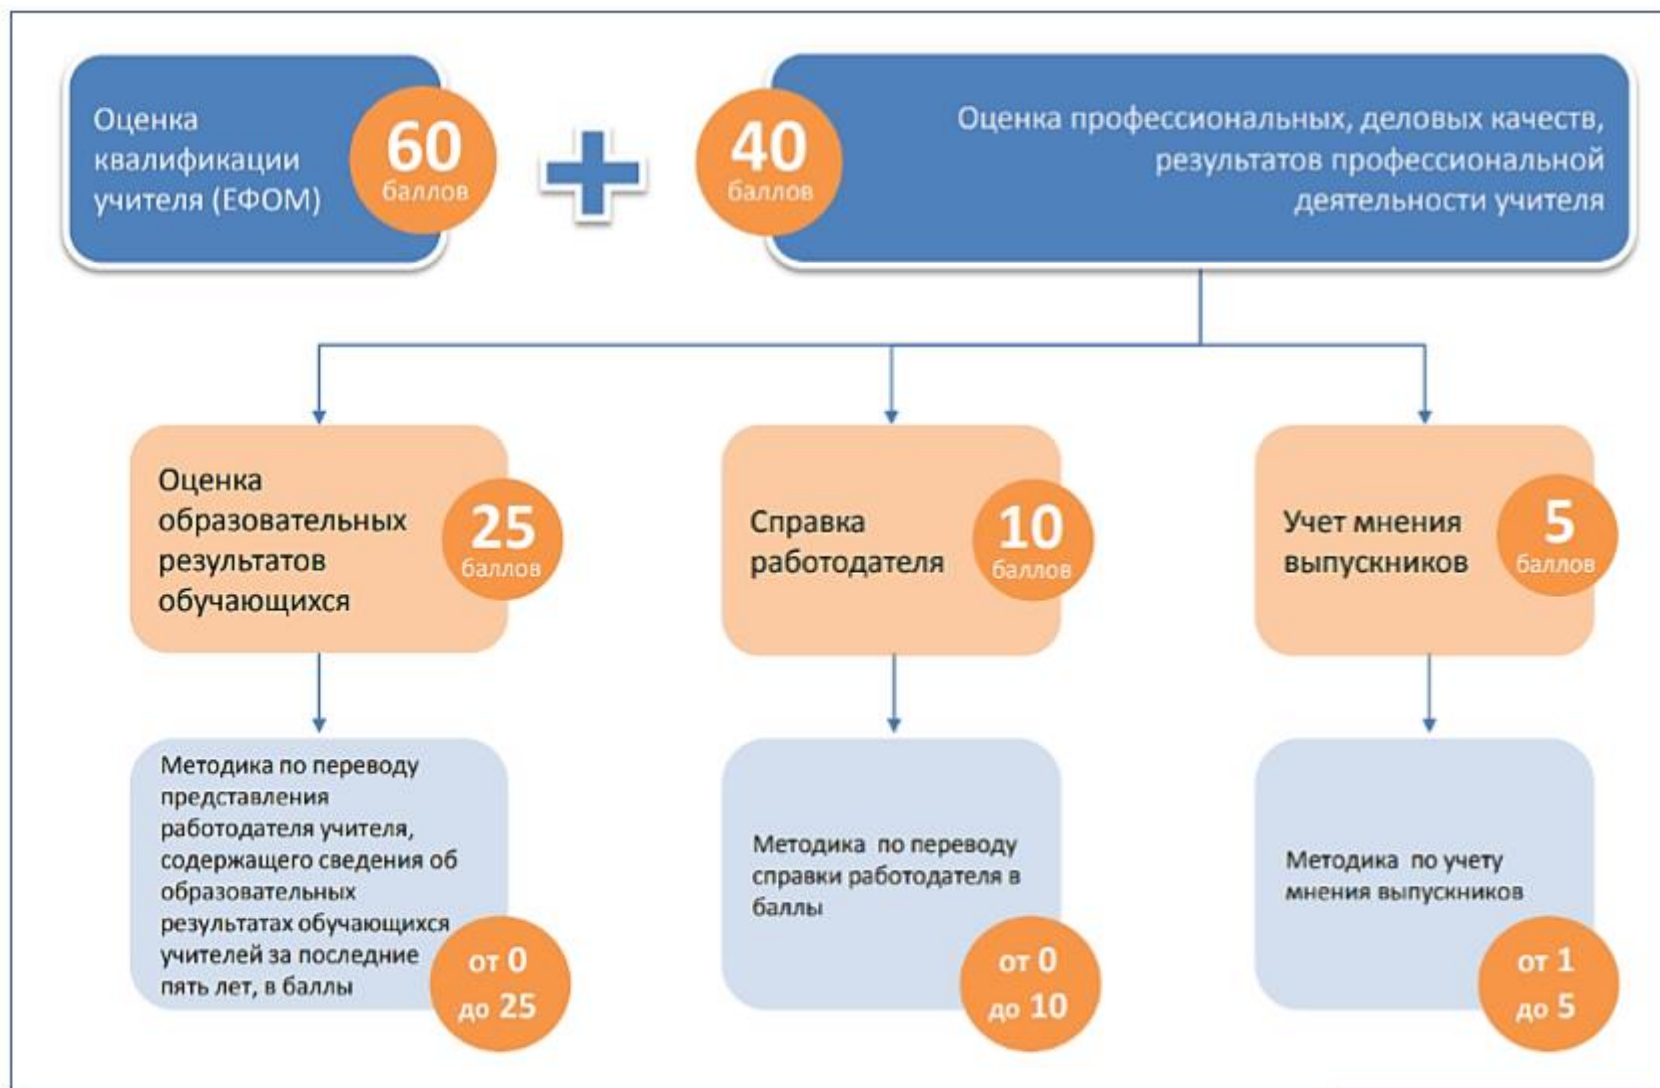 Оценка
квалификации
учителя (ЕФОМ)
60
баллов
40
баллов
Оценка профессиональных, деловых качеств,
результатов профессиональной
деятельности учителя
Оценка
образовательных
результатов
обучающихся
25
баллов
Справка
работодателя
10
баллов
Учет мнения
выпускников
5
баллов
Методика по переводу
представления
работодателя учителя,
содержащего сведения об
образовательных
результатах обучающихся
учителей за последние
пять лет, в баллы
от 0
до 25
Методика по переводу
справки работодателя в
баллы
от 0
до 10
Методика по учету
мнения выпускников
от 1
до 5